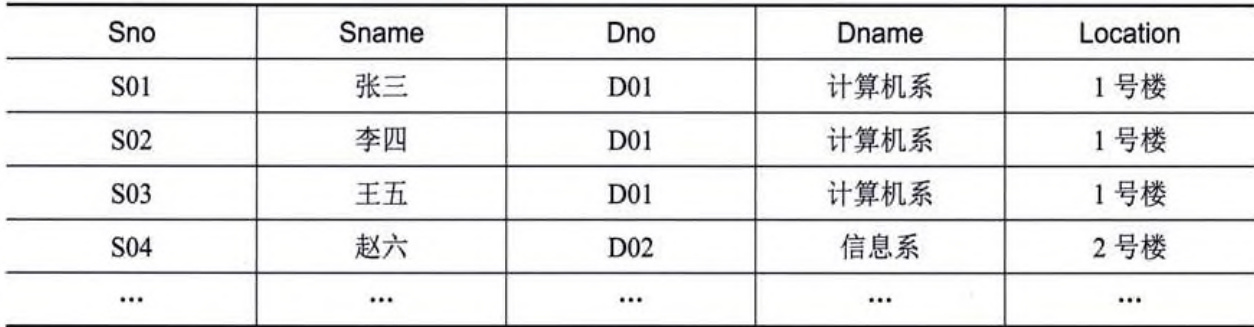 Sno Sname Dno Dname Location
S01 张三 D01 计算机系 1号楼
S02 李四 D01 计算机系 1号楼
S03 王五 D01 计算机系 1号楼
S04 赵六 D02 信息系 2号楼
… … … … …